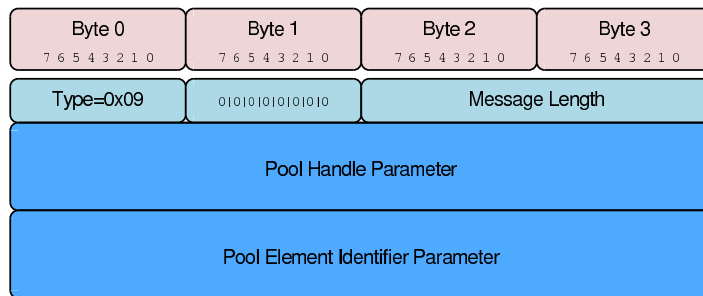 Byte 0 Byte 1 Byte 2 Byte 3
7 6 5 4 3 2 1 0 7 6 5 4 3 2 1 0 7 6 5 4 3 2 1 0 7 6 5 4 3 2 1 0
Type=0x09 0|0|0|0|0|0|0|0 Message Length
Pool Handle Parameter
Pool Element Identifier Parameter